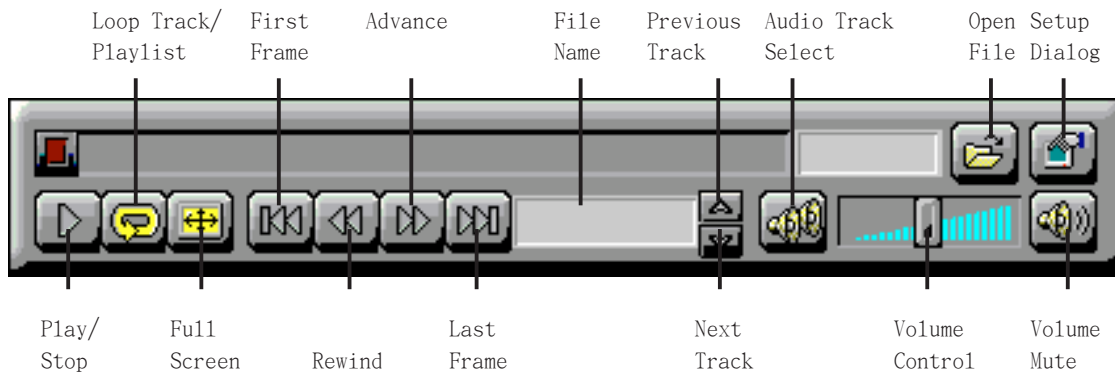 Loop Track/
Playlist
First
Frame
Advance
File
Name
Previous
Track
Audio Track
Select
Open
File
Setup
Dialog
Play/
Stop
Full
Screen
Rewind
Last
Frame
Next
Track
Volume
Control
Volume
Mute